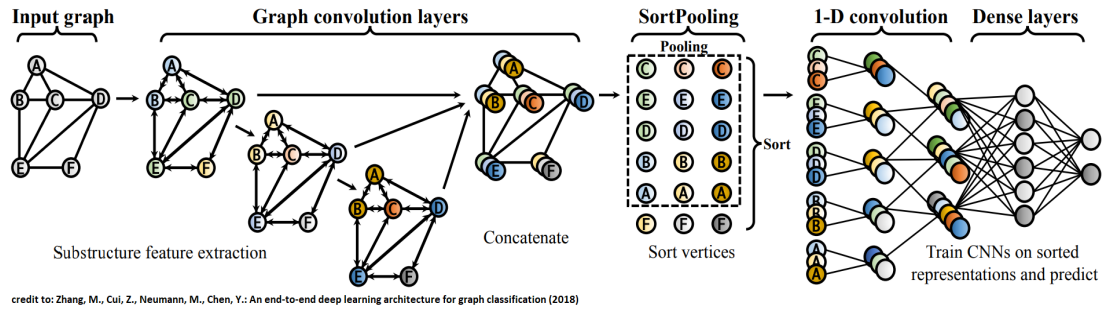 Input graph
Graph convolution layers
SortPooling
1-D convolution
Dense layers
A
B C D
E F
A
B C D
E F
A
B C D
E F
A
B C D
E F
A
B C D
E F
Substructure feature extraction
Concatenate
Pooling
C C C
E E E
D D D
B B B
A A A
F F F
Sort
Sort vertices
C
C
C
E
E
E
D
D
D
B
B
B
A
A
A
Train CNNs on sorted
representations and predict
credit to: Zhang, M., Cui, Z., Neumann, M., Chen, Y.: An end-to-end deep learning architecture for graph classification (2018)